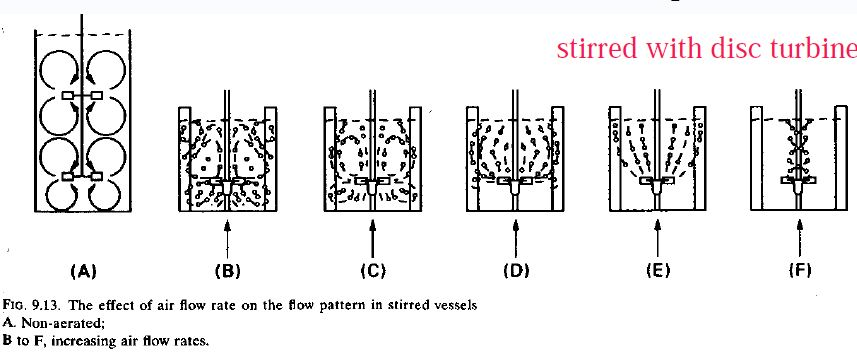 stirred with disc turbine
(A) (B) (C) (D) (E) (F)
FIG. 9.13. The effect of air flow rate on the flow pattern in stirred vessels
A. Non-aerated;
B to F, increasing air flow rates.